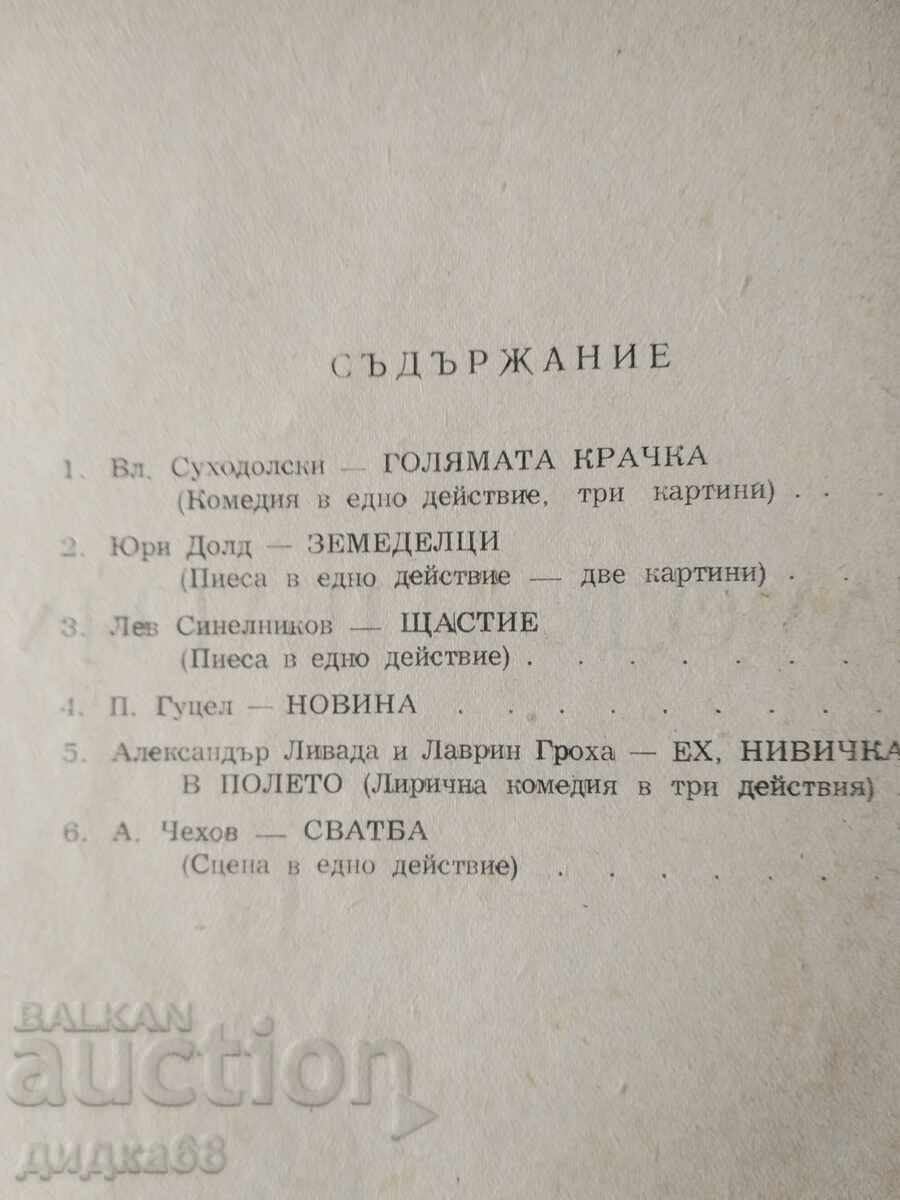 СЪДЪРЖАНИЕ
1. Вл. Суходолски — ГОЛЯМАТА КРАЧКА
(Комедия в едно действие, три картини) . .
2. Юри Долд — ЗЕМЕДЕЛЦИ
(Пиеса в едно действие — две картини) . .
3. Лев Синелников — ЩАСТИЕ
(Пиеса в едно действие) . . . . . . . .
4. П. Гуцел — НОВИНА . . . . . . . . .
5. Александър Ливада и Лаврин Гроха — ЕХ, НИВИЧКА
В ПОЛЕТО (Лирична комедия в три действия) .
6. А. Чехов — СВАТБА
(Сцена в едно действие) . . . . . . .
BALKAN
auction
дидка68